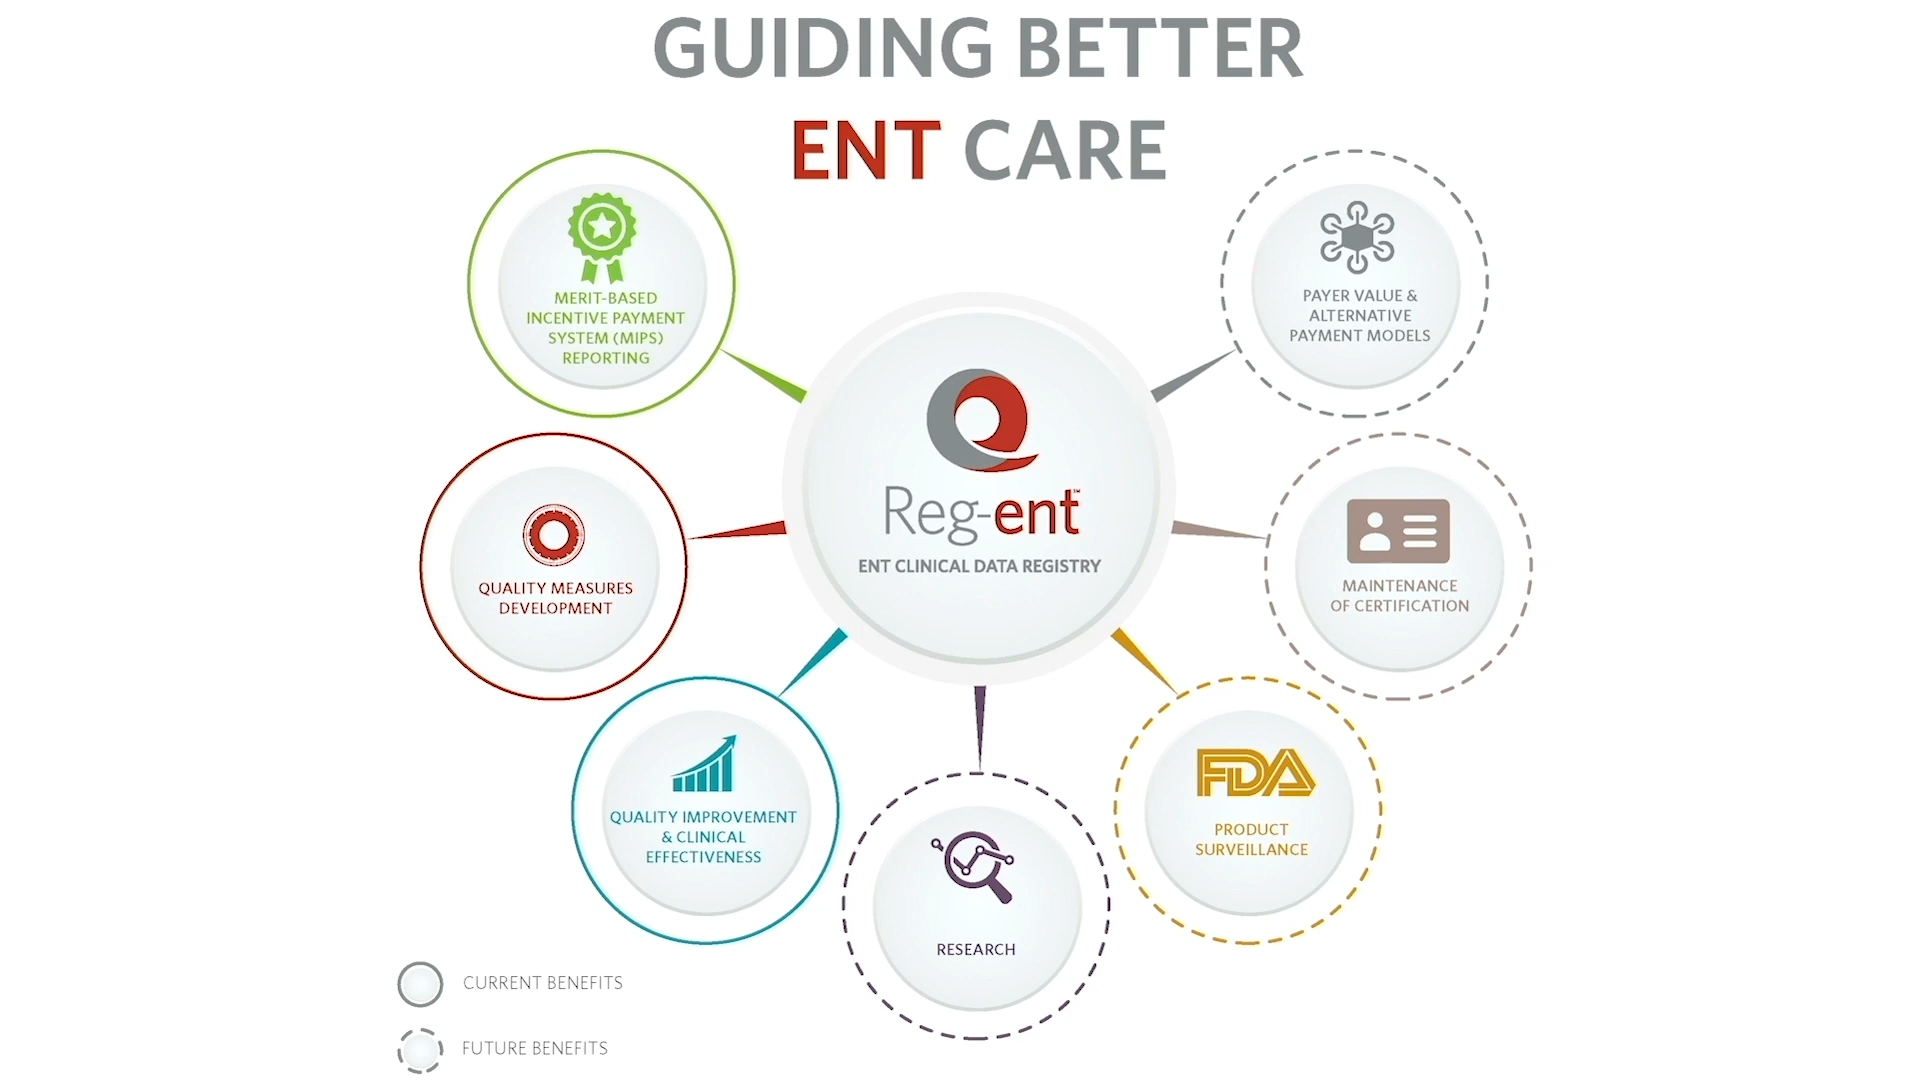 GUIDING BETTER
ENT CARE
MERIT-BASED
INCENTIVE PAYMENT
SYSTEM (MIPS)
REPORTING
PAYER VALUE &
ALTERNATIVE
PAYMENT MODELS
Reg-ent™
ENT CLINICAL DATA REGISTRY
QUALITY MEASURES
DEVELOPMENT
MAINTENANCE
OF CERTIFICATION
QUALITY IMPROVEMENT
& CLINICAL
EFFECTIVENESS
FDA
PRODUCT
SURVEILLANCE
RESEARCH
CURRENT BENEFITS
FUTURE BENEFITS